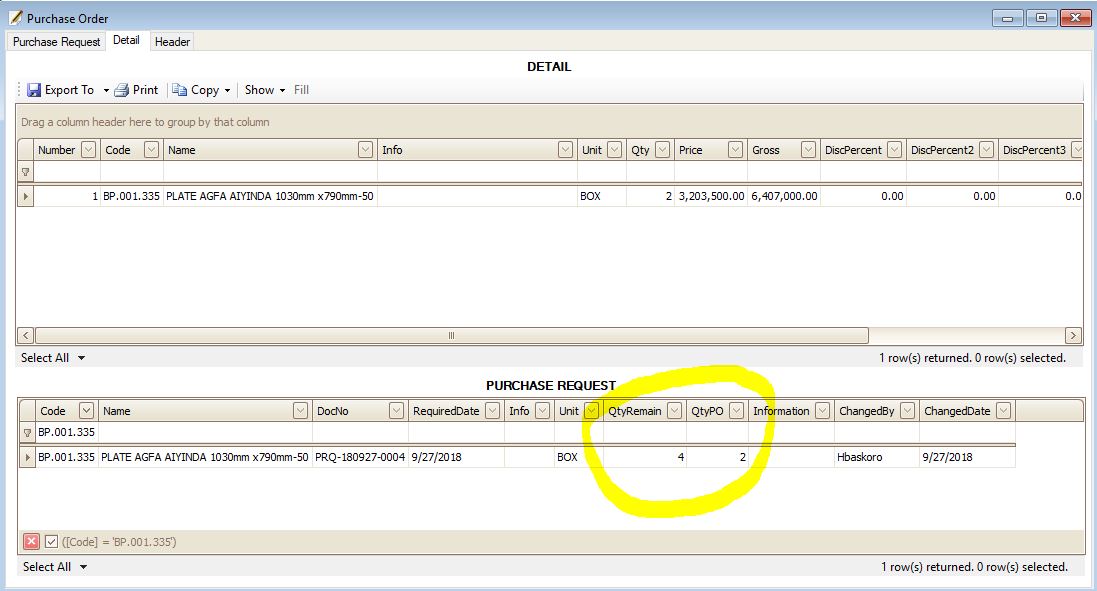 Purchase Order
Purchase Request Detail Header
DETAIL
Export To Print Copy Show Fill
Drag a column header here to group by that column
Number Code Name Info Unit Qty Price Gross DiscPercent DiscPercent2 DiscPercent3
1 BP.001.335 PLATE AGFA AIYINDA 1030mm x790mm-50 BOX 2 3,203,500.00 6,407,000.00 0.00 0.00 0.0
Select All 1 row(s) returned. 0 row(s) selected.
PURCHASE REQUEST
Code Name DocNo RequiredDate Info Unit QtyRemain QtyPO Information ChangedBy ChangedDate
BP.001.335
BP.001.335 PLATE AGFA AIYINDA 1030mm x790mm-50 PRQ-180927-0004 9/27/2018 BOX 4 2 Hbaskoro 9/27/2018
([Code] = 'BP.001.335')
Select All 1 row(s) returned. 0 row(s) selected.